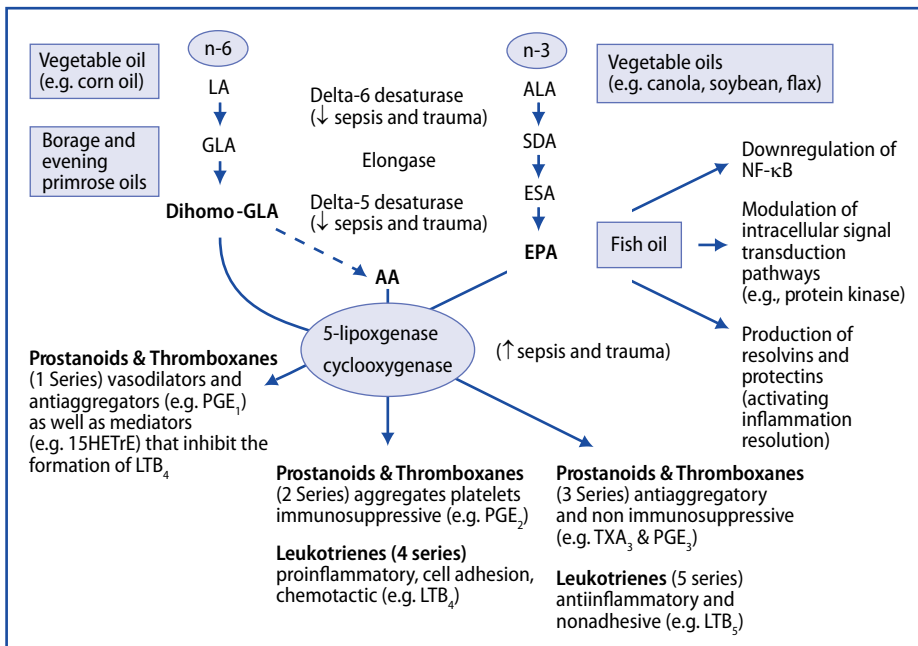 n-6
Vegetable oil
(e.g. corn oil)
LA
GLA
Borage and
evening
primrose oils
Dihomo-GLA
AA
Delta-6 desaturase
(↓ sepsis and trauma)
Elongase
Delta-5 desaturase
(↓ sepsis and trauma)
n-3
ALA
SDA
ESA
EPA
Vegetable oils
(e.g. canola, soybean, flax)
Fish oil
Downregulation of
NF-κB
Modulation of
intracellular signal
transduction
pathways
(e.g., protein kinase)
Production of
resolvins and
protectins
(activating
inflammation
resolution)
5-lipoxgenase
cyclooxygenase
(↑ sepsis and trauma)
Prostanoids & Thromboxanes
(1 Series) vasodilators and
antiaggregators (e.g. PGE₁)
as well as mediators
(e.g. 15HETrE) that inhibit the
formation of LTB₄
Prostanoids & Thromboxanes
(2 Series) aggregates platelets
immunosuppressive (e.g. PGE₂)
Leukotrienes (4 series)
proinflammatory, cell adhesion,
chemotactic (e.g. LTB₄)
Prostanoids & Thromboxanes
(3 Series) antiaggregatory
and non immunosuppressive
(e.g. TXA₃ & PGE₃)
Leukotrienes (5 series)
antiinflammatory and
nonadhesive (e.g. LTB₅)